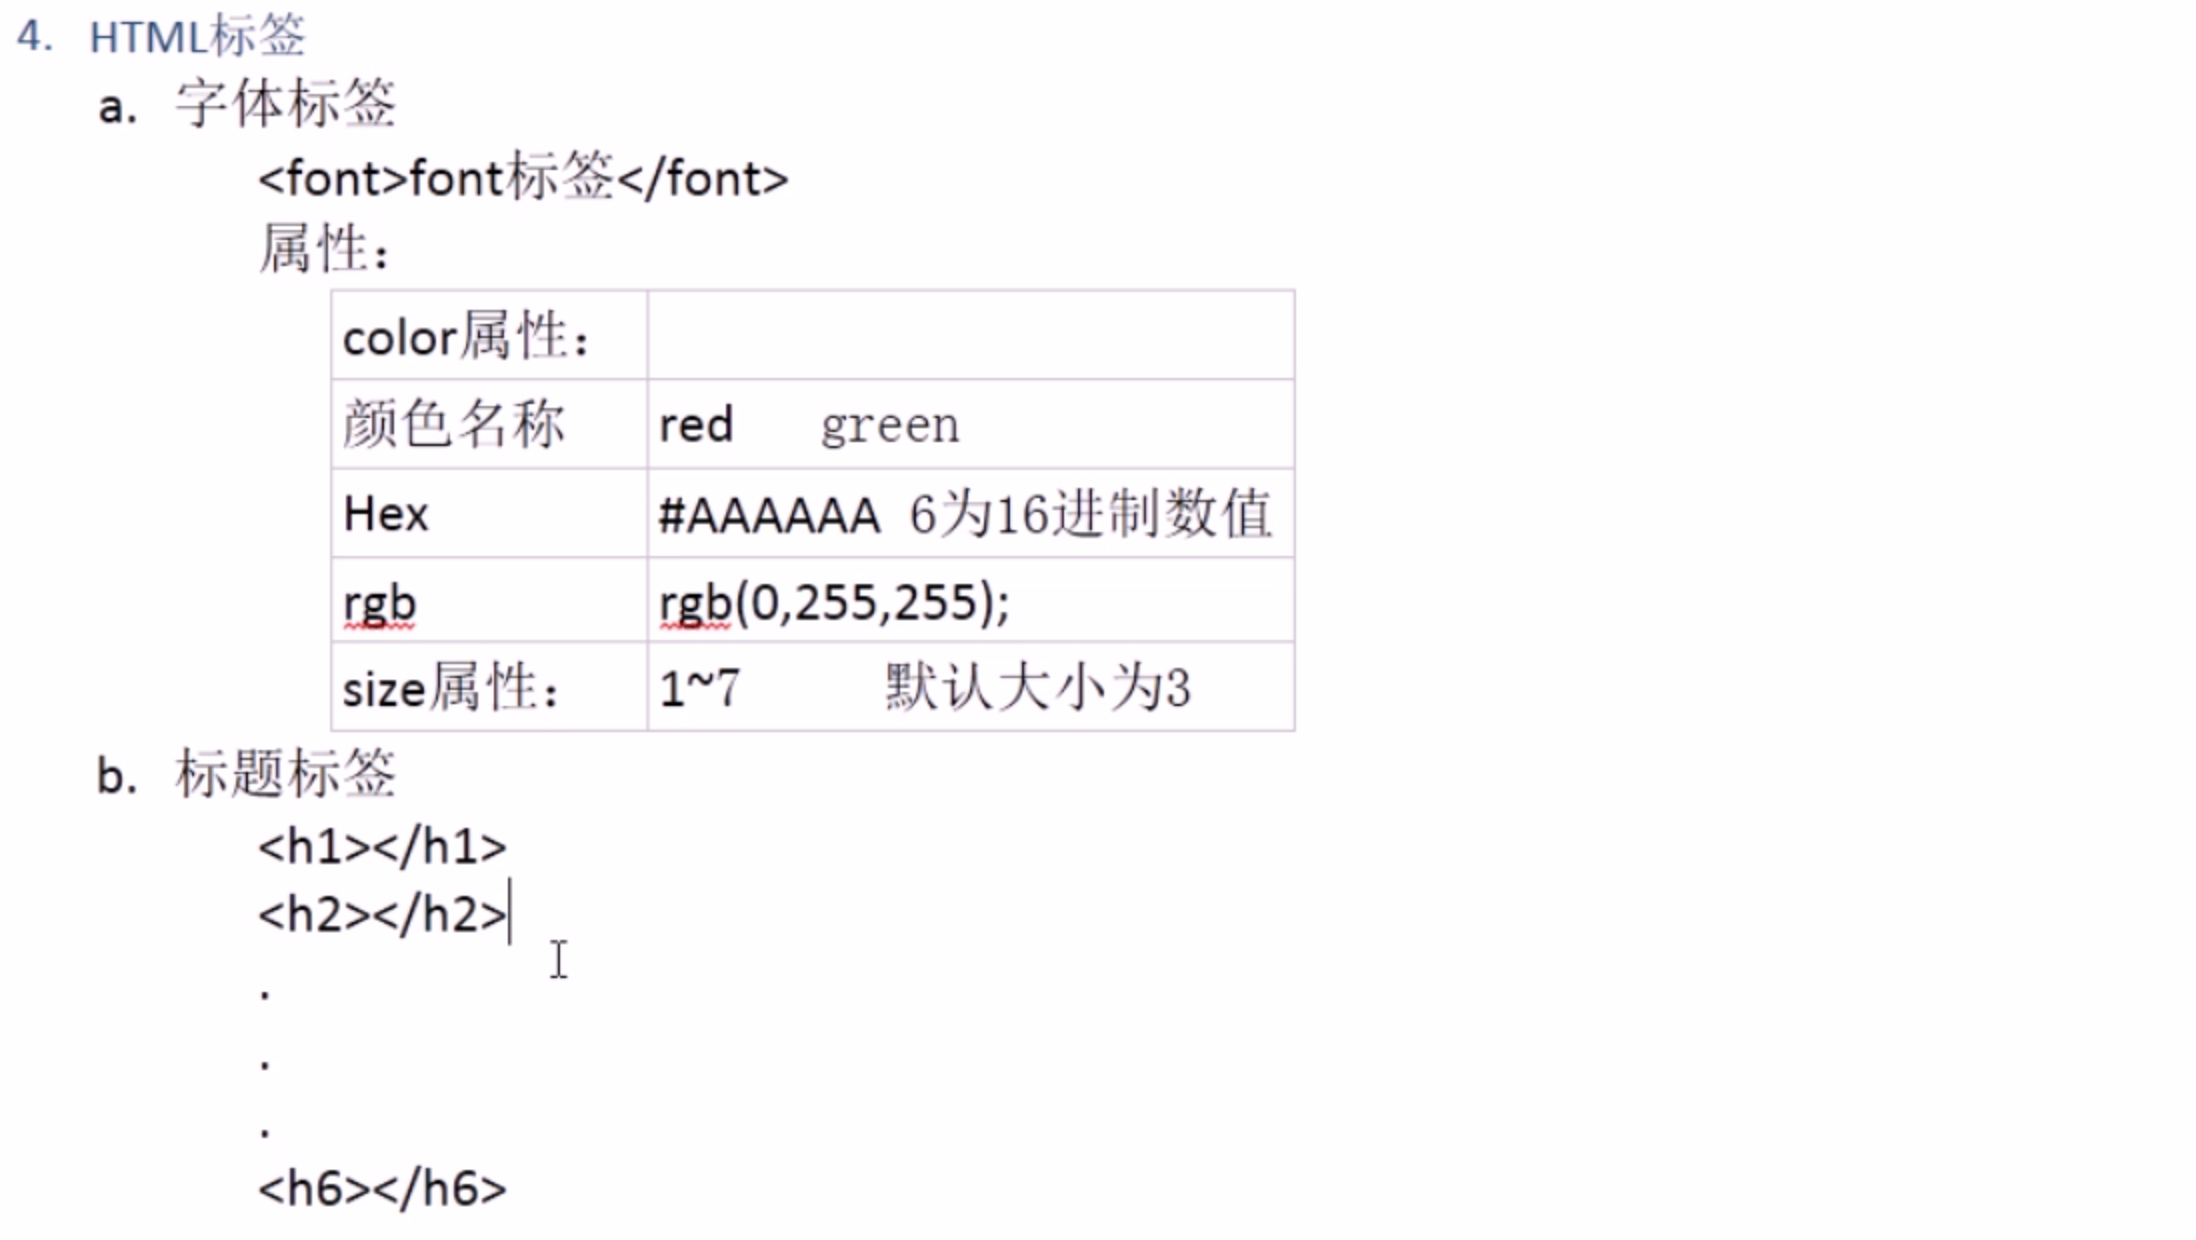 4. HTML标签
a. 字体标签
<font>font标签</font>
属性：
color属性：
颜色名称 red green
Hex #AAAAAA 6为16进制数值
rgb rgb(0,255,255);
size属性： 1~7 默认大小为3
b. 标题标签
<h1></h1>
<h2></h2>
.
.
.
<h6></h6>